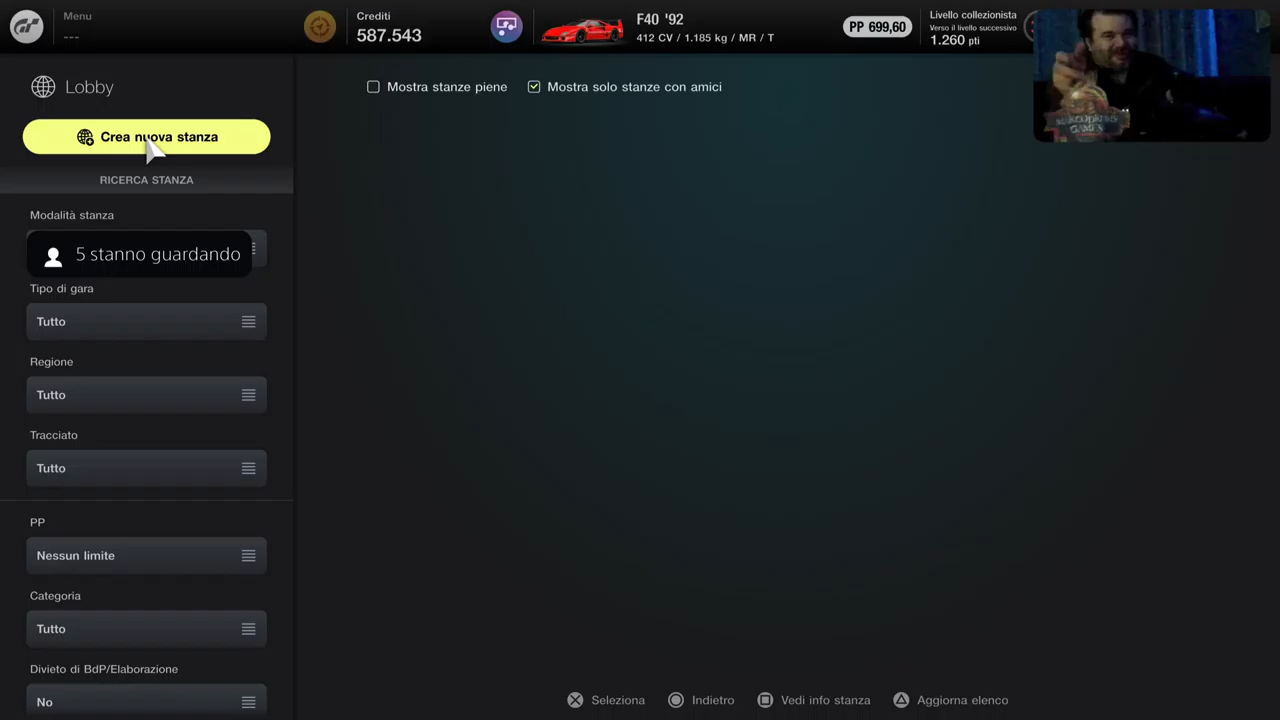 Menu
---
Crediti
587.543
F40 '92
412 CV / 1.185 kg / MR / T
PP 699,60
Livello collezionista
Verso il livello successivo
1.260 pti
Lobby
Mostra stanze piene
Mostra solo stanze con amici
Crea nuova stanza
RICERCA STANZA
Modalità stanza
5 stanno guardando
Tipo di gara
Tutto
Regione
Tutto
Tracciato
Tutto
PP
Nessun limite
Categoria
Tutto
Divieto di BdP/Elaborazione
No
GAMES
Seleziona
Indietro
Vedi info stanza
Aggiorna elenco